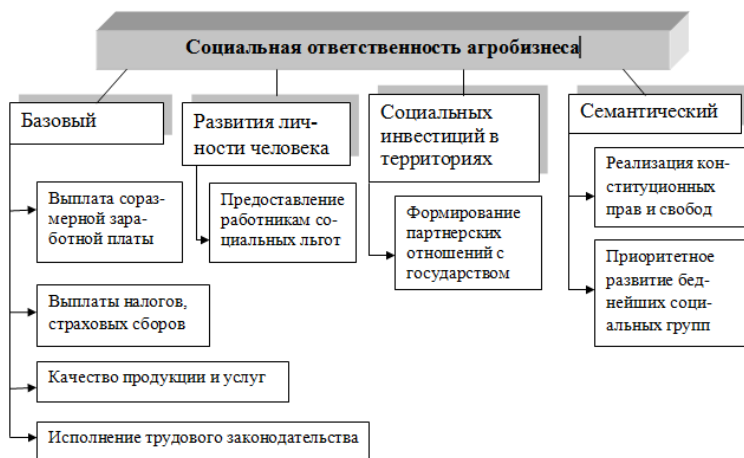 Социальная ответственность агробизнеса
Базовый
Выплата сораз-
мерной зара-
ботной платы
Выплаты налогов,
страховых сборов
Качество продукции и услуг
Исполнение трудового законодательства
Развития лич-
ности человека
Предоставление
работникам со-
циальных льгот
Социальных
инвестиций в
территориях
Формирование
партнерских
отношений с
государством
Семантический
Реализация кон-
ституционных
прав и свобод
Приоритетное
развитие бед-
нейших соци-
альных групп